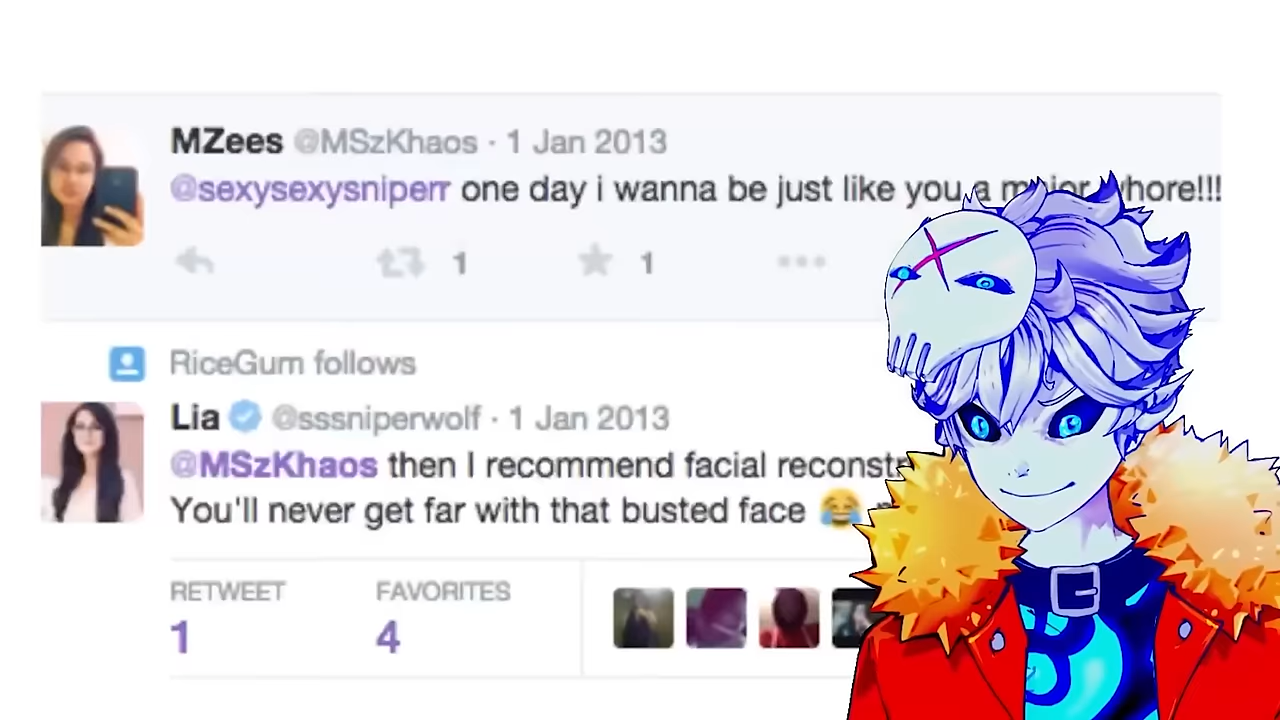 MZees @MSzKhaos · 1 Jan 2013
@sexysexysniperr one day i wanna be just like you a major whore!!!
1 1
RiceGum follows
Lia @sssniperwolf · 1 Jan 2013
@MSzKhaos then I recommend facial
You'll never get far with that busted face 😂
RETWEET FAVORITES
1 4